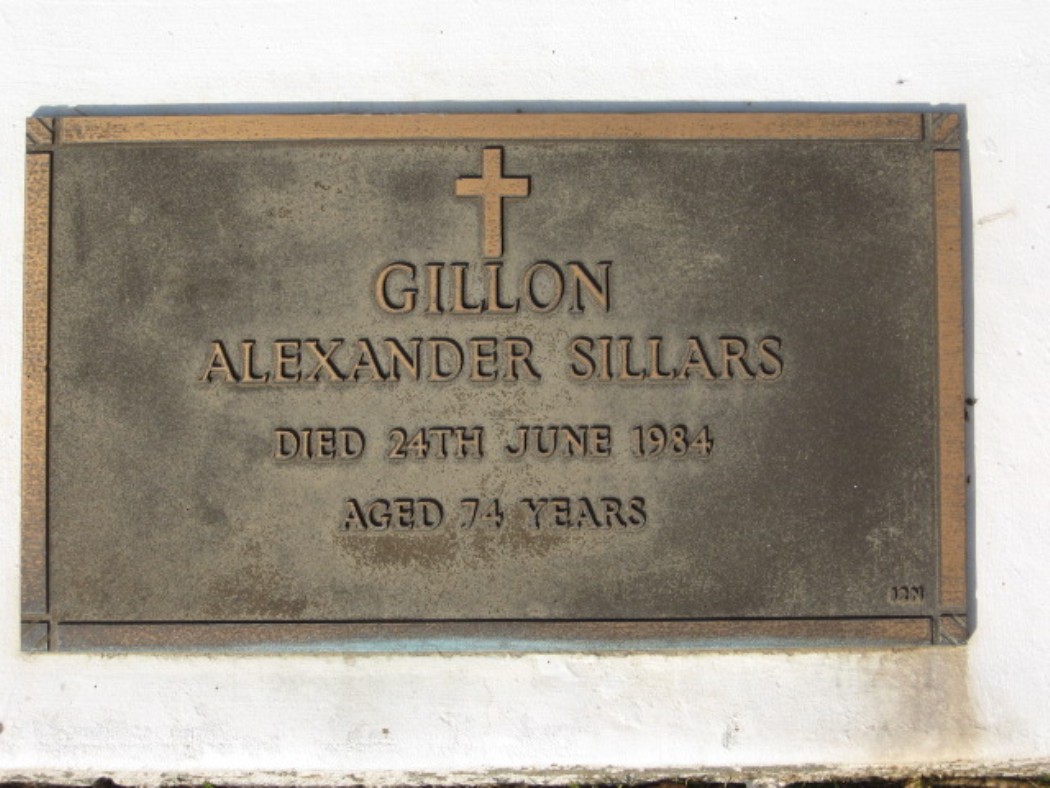 GILLON
ALEXANDER SILLARS
DIED 24TH JUNE 1984
AGED 74 YEARS